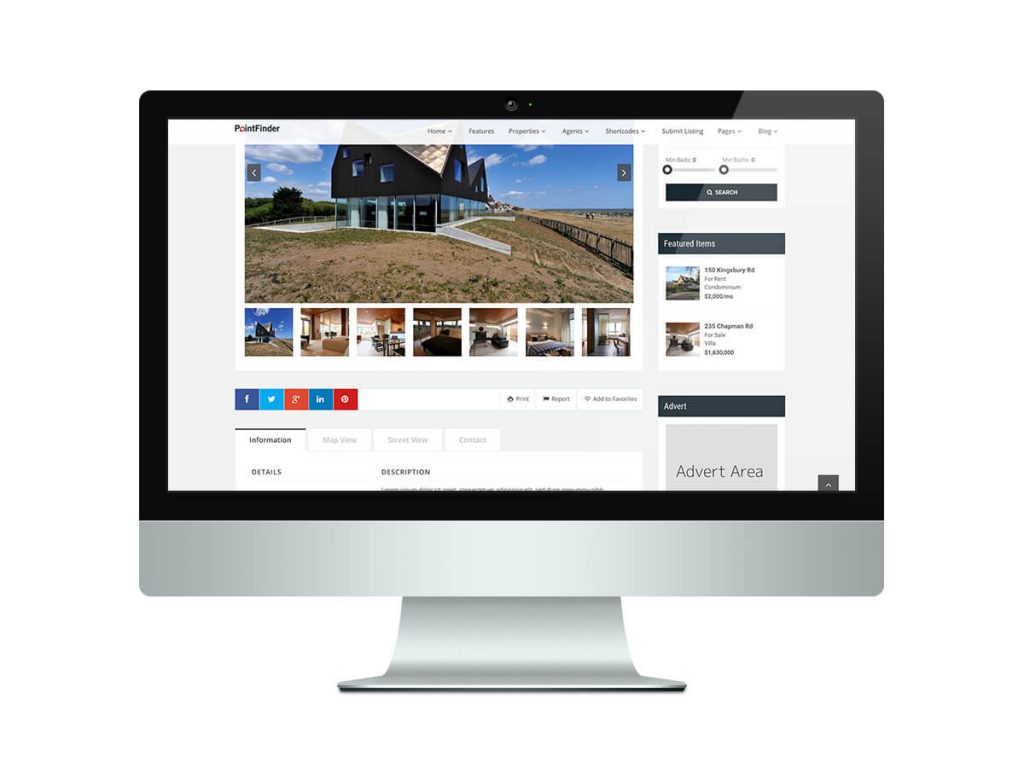 PointFinder
Home Features Properties Agents Shortcodes Submit Listing Pages Blog
Min Beds: 0 Min Baths: 0
SEARCH
Featured Items
150 Kingsbury Rd
For Rent
Condominium
$2,000/mo
235 Chapman Rd
For Sale
Villa
$1,630,000
f g+ in
Print Report Add to Favorites
Advert
Advert Area
Information Map View Street View Contact
DETAILS DESCRIPTION